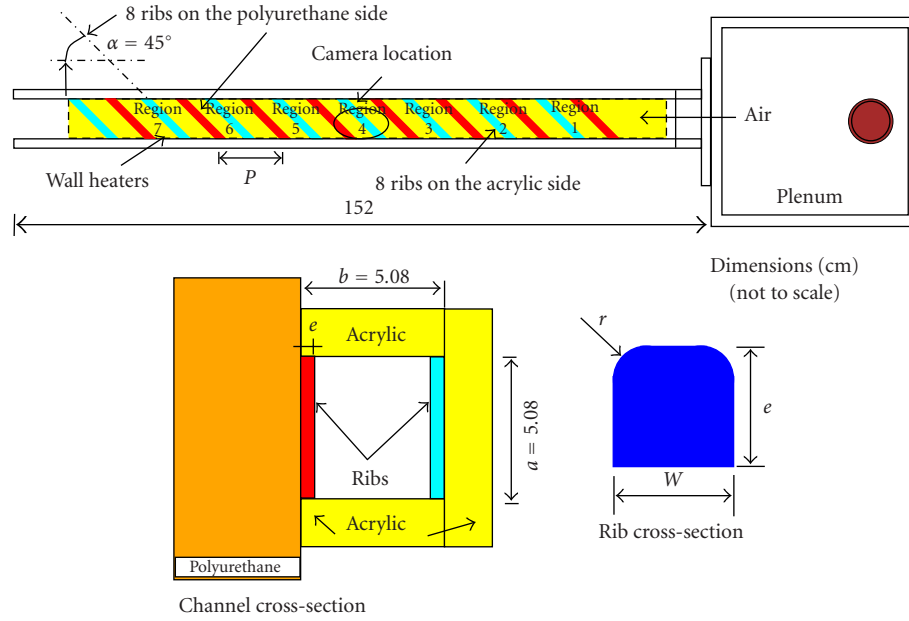 8 ribs on the polyurethane side
α = 45°
Camera location
Region
7
Region
6
Region
5
Region
4
Region
3
Region
2
Region
1
Air
Wall heaters
P
8 ribs on the acrylic side
Plenum
152
Dimensions (cm)
(not to scale)
b = 5.08
e
Acrylic
a = 5.08
Ribs
Acrylic
Polyurethane
Channel cross-section
r
e
W
Rib cross-section